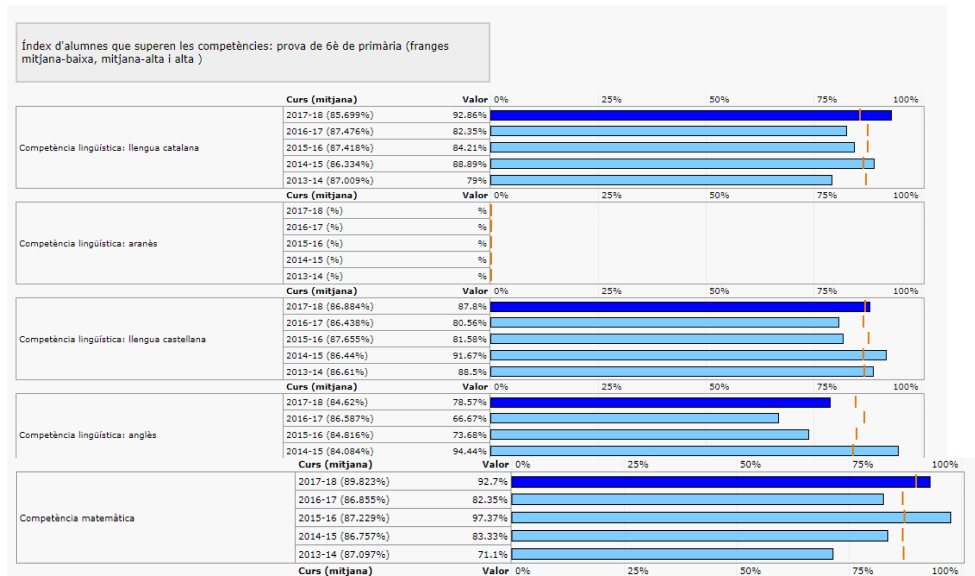 Índex d'alumnes que superen les competències: prova de 6è de primària (franges
mitjana-baixa, mitjana-alta i alta )
Curs (mitjana) Valor 0% 25% 50% 75% 100%
Competència lingüística: llengua catalana
2017-18 (85.699%) 92.86%
2016-17 (87.476%) 82.35%
2015-16 (87.418%) 84.21%
2014-15 (86.334%) 88.89%
2013-14 (87.009%) 79%
Curs (mitjana) Valor 0% 25% 50% 75% 100%
Competència lingüística: aranès
2017-18 (%) %
2016-17 (%) %
2015-16 (%) %
2014-15 (%) %
2013-14 (%) %
Curs (mitjana) Valor 0% 25% 50% 75% 100%
Competència lingüística: llengua castellana
2017-18 (86.884%) 87.8%
2016-17 (86.438%) 80.56%
2015-16 (87.655%) 81.58%
2014-15 (86.44%) 91.67%
2013-14 (86.61%) 88.5%
Curs (mitjana) Valor 0% 25% 50% 75% 100%
Competència lingüística: anglès
2017-18 (84.62%) 78.57%
2016-17 (86.587%) 66.67%
2015-16 (84.816%) 73.68%
2014-15 (84.084%) 94.44%
Curs (mitjana) Valor 0% 25% 50% 75% 100%
Competència matemàtica
2017-18 (89.823%) 92.7%
2016-17 (86.855%) 82.35%
2015-16 (87.229%) 97.37%
2014-15 (86.757%) 83.33%
2013-14 (87.097%) 71.1%
Curs (mitjana) Valor 0% 25% 50% 75% 100%